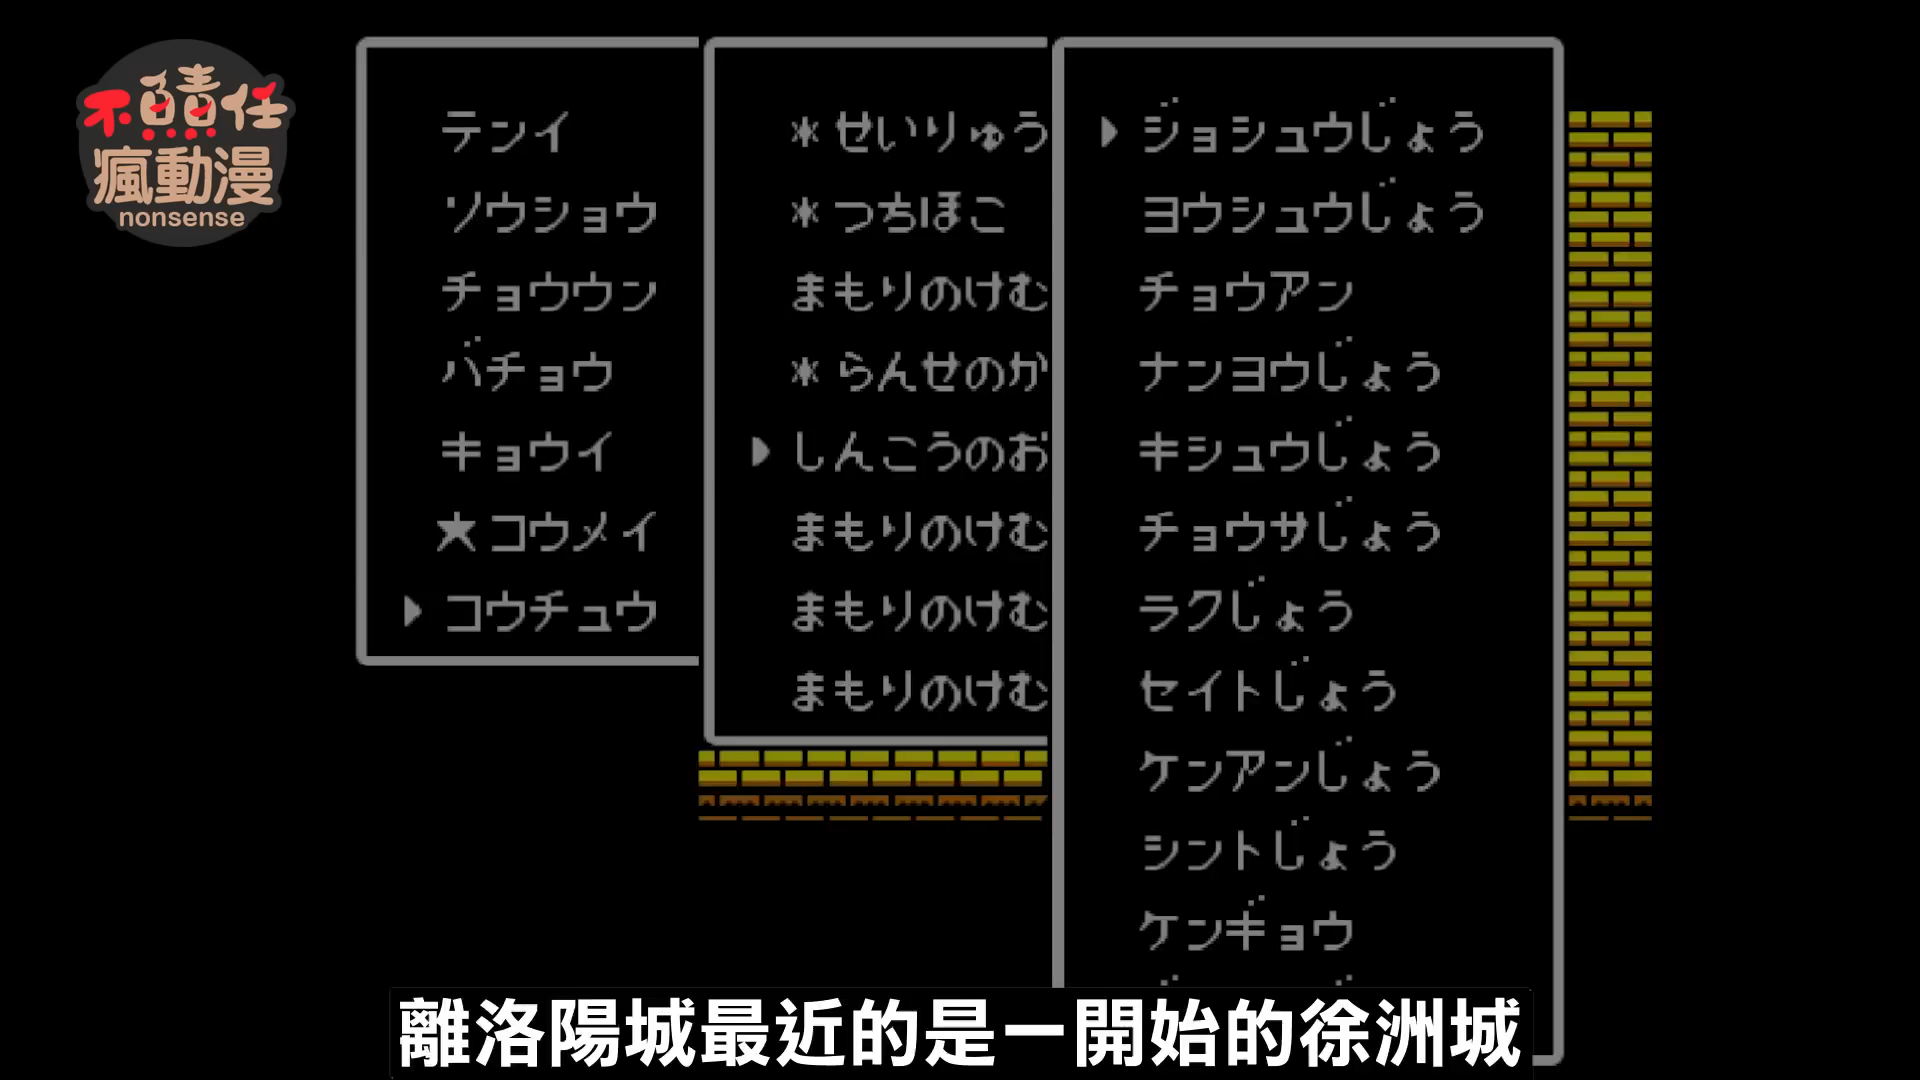 不負責任
瘋動漫
nonsense
テンイ
ソウショウ
チョウウン
バチョウ
キョウイ
★コウメイ
コウチュウ
*せいりゅう
*つちほこ
まもりのけむ
*らんせのか
しんこうのお
まもりのけむ
まもりのけむ
まもりのけむ
ジョシュウじょう
ヨウシュウじょう
チョウアン
ナンヨウじょう
キシュウじょう
チョウサじょう
ラクじょう
セイトじょう
ケンアンじょう
シントじょう
ケンギョウ
離洛陽城最近的是一開始的徐洲城